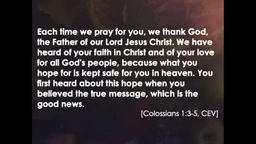 Each time we pray for you, we thank God,
the Father of our Lord Jesus Christ. We have
heard of your faith in Christ and of your love
for all God's people, because what you
hope for is kept safe for you in heaven. You
first heard about this hope when you
believed the true message, which is the
good news.
[Colossians 1:3-5, CEV]